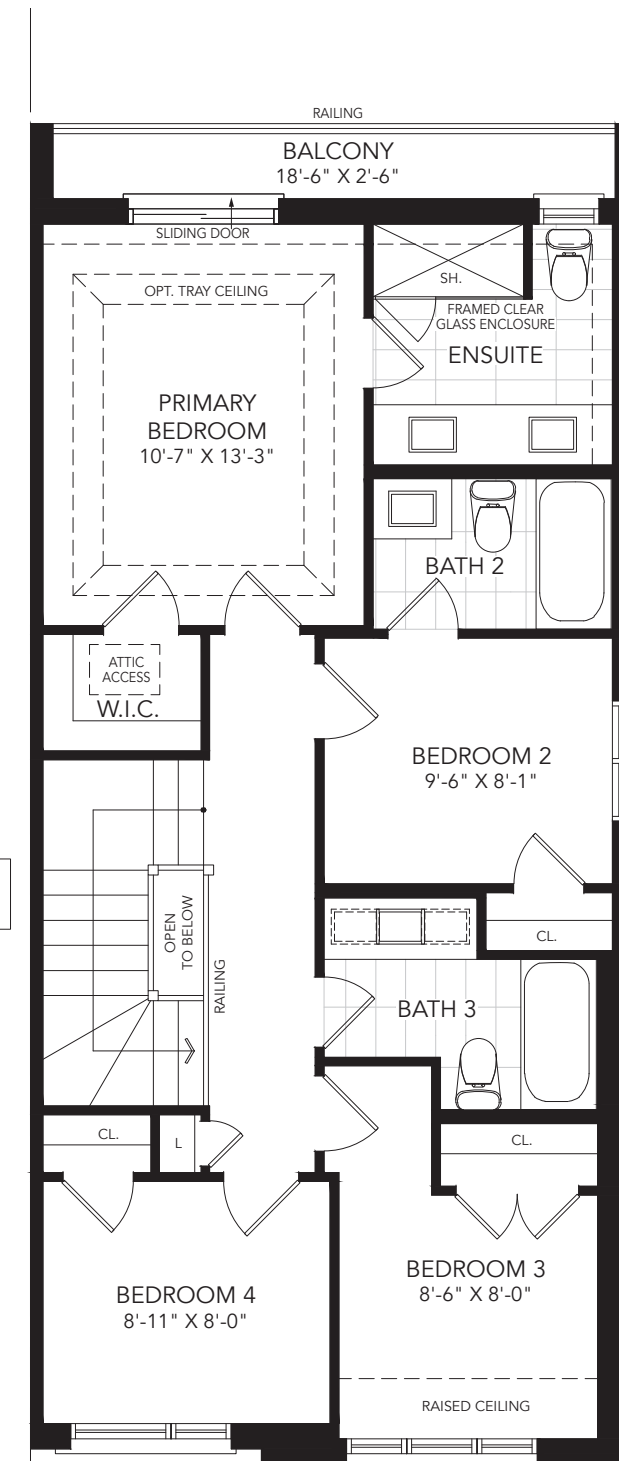 RAILING
BALCONY
18'-6" X 2'-6"
SLIDING DOOR
OPT. TRAY CEILING
SH.
FRAMED CLEAR
GLASS ENCLOSURE
ENSUITE
PRIMARY
BEDROOM
10'-7" X 13'-3"
BATH 2
ATTIC
ACCESS
W.I.C.
BEDROOM 2
9'-6" X 8'-1"
OPEN
TO BELOW
RAILING
CL.
BATH 3
CL.
L
CL.
BEDROOM 4
8'-11" X 8'-0"
BEDROOM 3
8'-6" X 8'-0"
RAISED CEILING